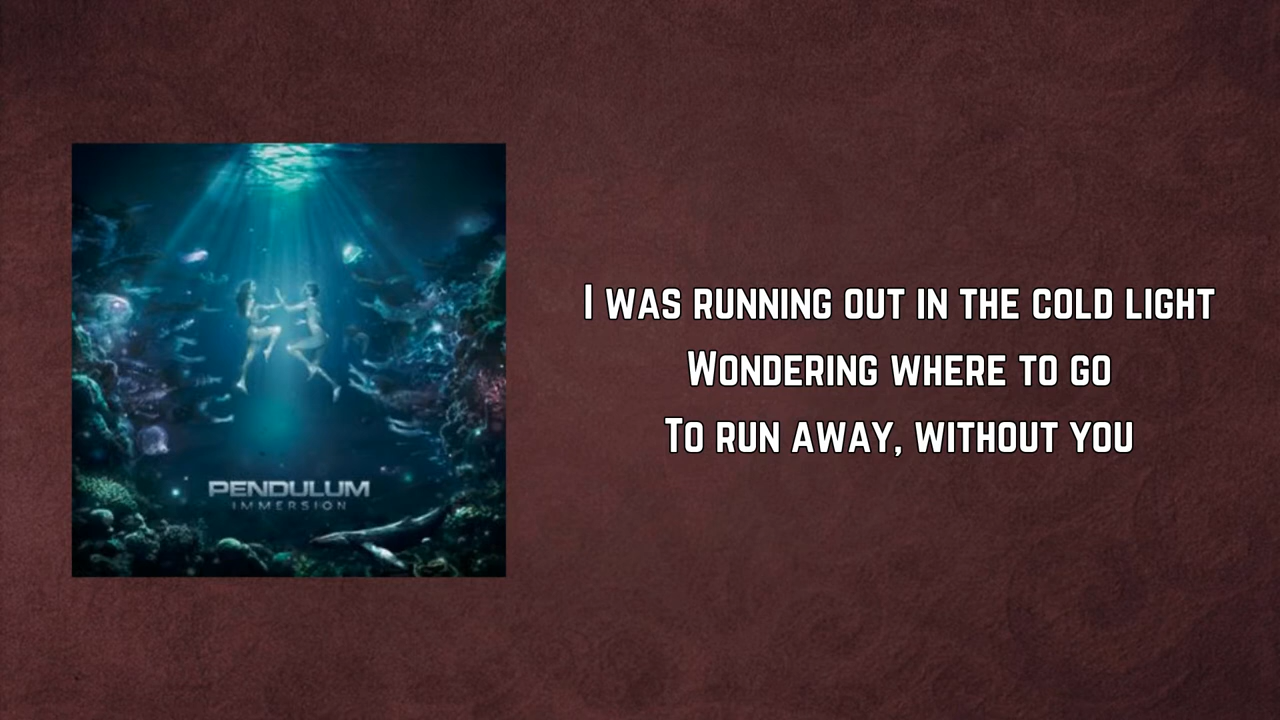 PENDULUM
IMMERSION
I WAS RUNNING OUT IN THE COLD LIGHT
WONDERING WHERE TO GO
TO RUN AWAY, WITHOUT YOU